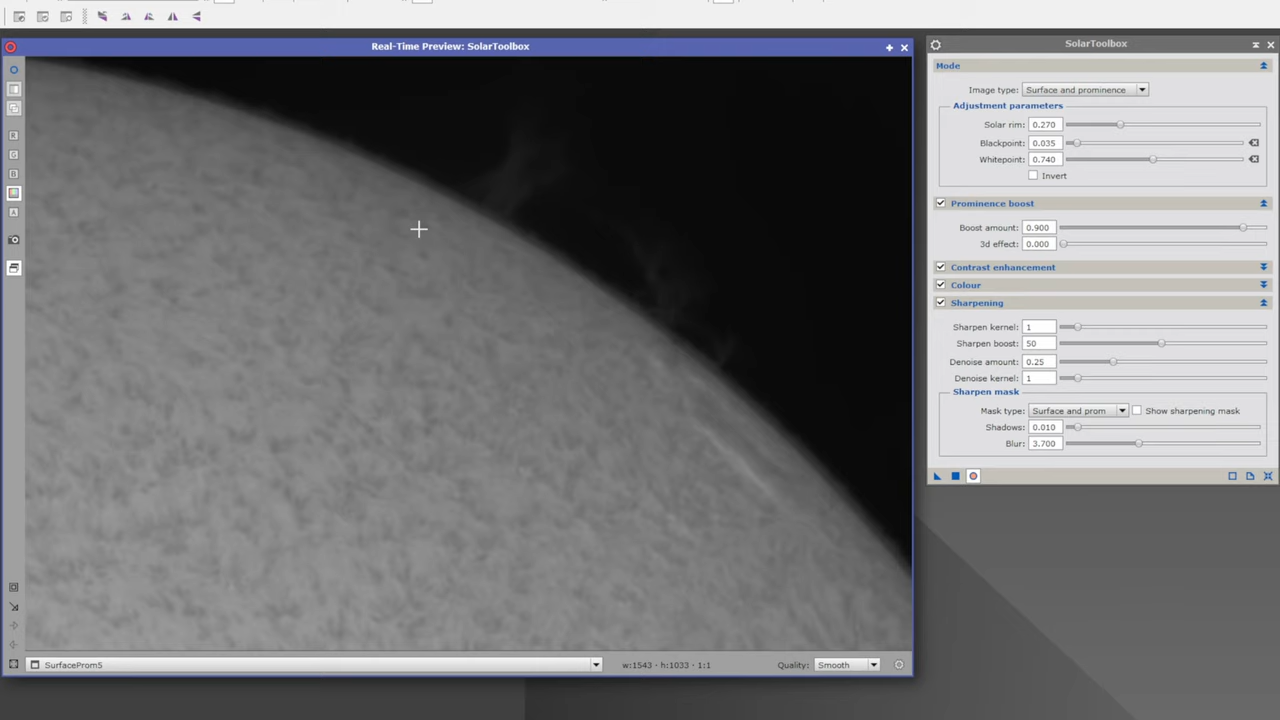 Real-Time Preview: SolarToolbox
R
G
B
A
SurfaceProm5
w:1543 · h:1033 · 1:1
Quality: Smooth
SolarToolbox
Mode
Image type: Surface and prominence
Adjustment parameters
Solar rim: 0.270
Blackpoint: 0.035
Whitepoint: 0.740
Invert
Prominence boost
Boost amount: 0.900
3d effect: 0.000
Contrast enhancement
Colour
Sharpening
Sharpen kernel: 1
Sharpen boost: 50
Denoise amount: 0.25
Denoise kernel: 1
Sharpen mask
Mask type: Surface and prom Show sharpening mask
Shadows: 0.010
Blur: 3.700